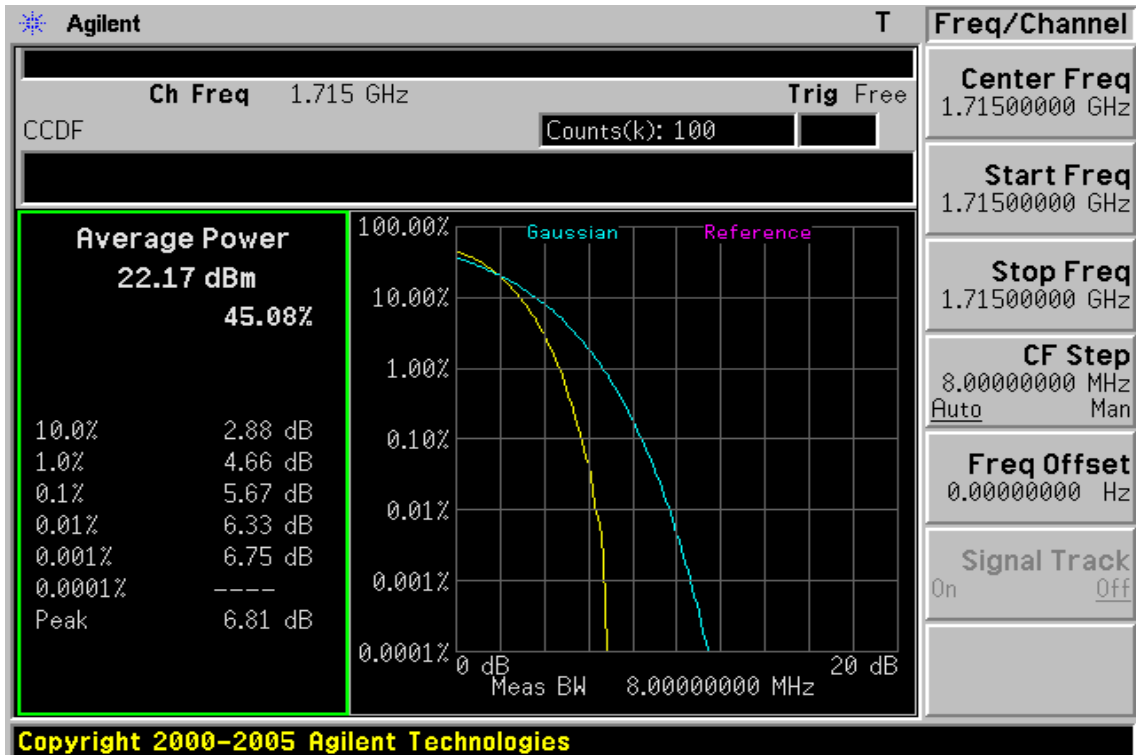 Agilent
T
Freq/Channel
Ch Freq 1.715 GHz
Trig Free
CCDF
Counts(k): 100
Average Power
22.17 dBm
45.08%
10.0% 2.88 dB
1.0% 4.66 dB
0.1% 5.67 dB
0.01% 6.33 dB
0.001% 6.75 dB
0.0001% ----
Peak 6.81 dB
Gaussian
Reference
100.00%
10.00%
1.00%
0.10%
0.01%
0.001%
0.0001%
0 dB
20 dB
Meas BW 8.000000000 MHz
Center Freq
1.71500000 GHz
Start Freq
1.71500000 GHz
Stop Freq
1.71500000 GHz
CF Step
8.00000000 MHz
Auto Man
Freq Offset
0.00000000 Hz
Signal Track
On Off
Copyright 2000-2005 Agilent Technologies